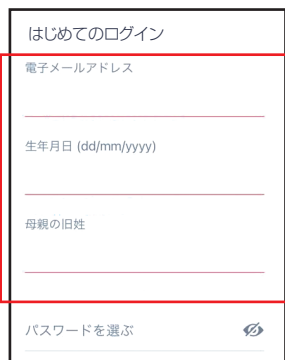 はじめてのログイン
電子メールアドレス
生年月日 (dd/mm/yyyy)
母親の旧姓
パスワードを選ぶ